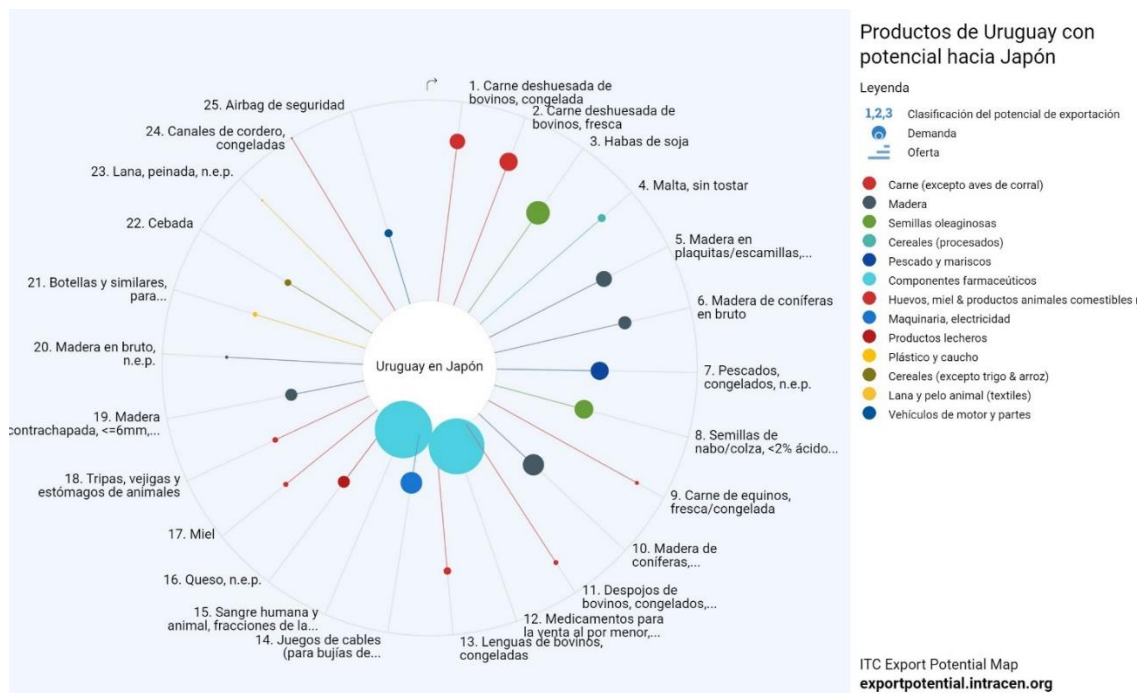 Productos de Uruguay con
potencial hacia Japón
Leyenda
1,2,3 Clasificación del potencial de exportación
Demanda
Oferta
Carne (excepto aves de corral)
Madera
Semillas oleaginosas
Cereales (procesados)
Pescado y mariscos
Componentes farmaceúticos
Huevos, miel & productos animales comestibles
Maquinaria, electricidad
Productos lecheros
Plástico y caucho
Cereales (excepto trigo & arroz)
Lana y pelo animal (textiles)
Vehículos de motor y partes
Uruguay en Japón
1. Carne deshuesada de
bovinos, congelada
2. Carne deshuesada de
bovinos, fresca
3. Habas de soja
4. Malta, sin tostar
5. Madera en
plaquitas/escamillas,...
6. Madera de coníferas
en bruto
7. Pescados,
congelados, n.e.p.
8. Semillas de
nabo/colza, <2% ácido...
9. Carne de equinos,
fresca/congelada
10. Madera de
coníferas,...
11. Despojos de
bovinos, congelados,...
12. Medicamentos para
la venta al por menor,...
13. Lenguas de bovinos,
congeladas
14. Juegos de cables
(para bujías de...
15. Sangre humana y
animal, fracciones de la...
16. Queso, n.e.p.
17. Miel
18. Tripas, vejigas y
estómagos de animales
19. Madera
contrachapada, <=6mm,...
20. Madera en bruto,
n.e.p.
21. Botellas y similares,
para...
22. Cebada
23. Lana, peinada, n.e.p.
24. Canales de cordero,
congeladas
25. Airbag de seguridad
ITC Export Potential Map
exportpotential.intracen.org